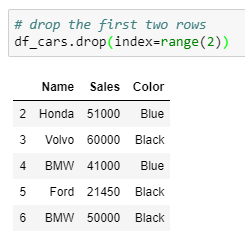 # drop the first two rows
df_cars.drop(index=range(2))
Name Sales Color
2 Honda 51000 Blue
3 Volvo 60000 Black
4 BMW 41000 Blue
5 Ford 21450 Black
6 BMW 50000 Black